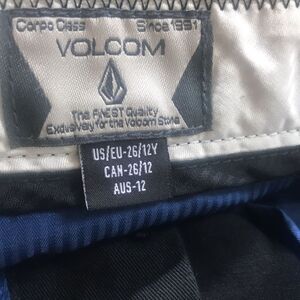 Corpo Class Since 1991
VOLCOM
The FINEST Quality
Exclusively for the Volcom Store
US/EU-26/12Y
CAN-26/12
AUS-12